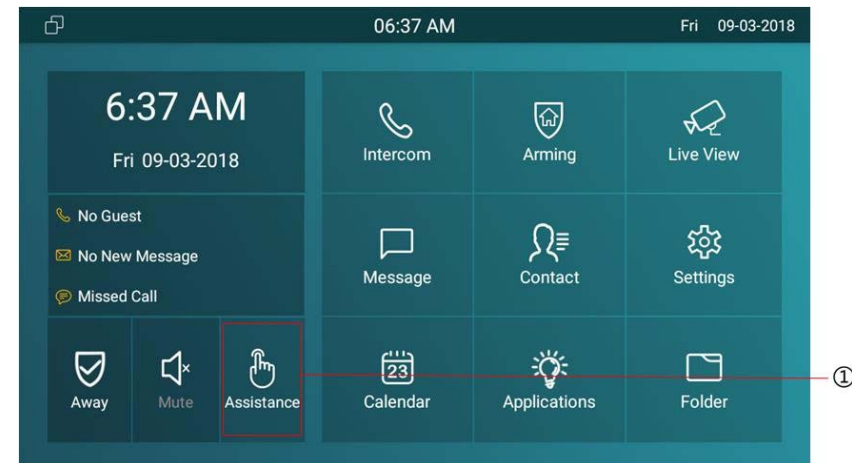 06:37 AM
Fri 09-03-2018
6:37 AM
Fri 09-03-2018
No Guest
No New Message
Missed Call
Away
Mute
Assistance
Intercom
Arming
Live View
Message
Contact
Settings
23
Calendar
Applications
Folder
①